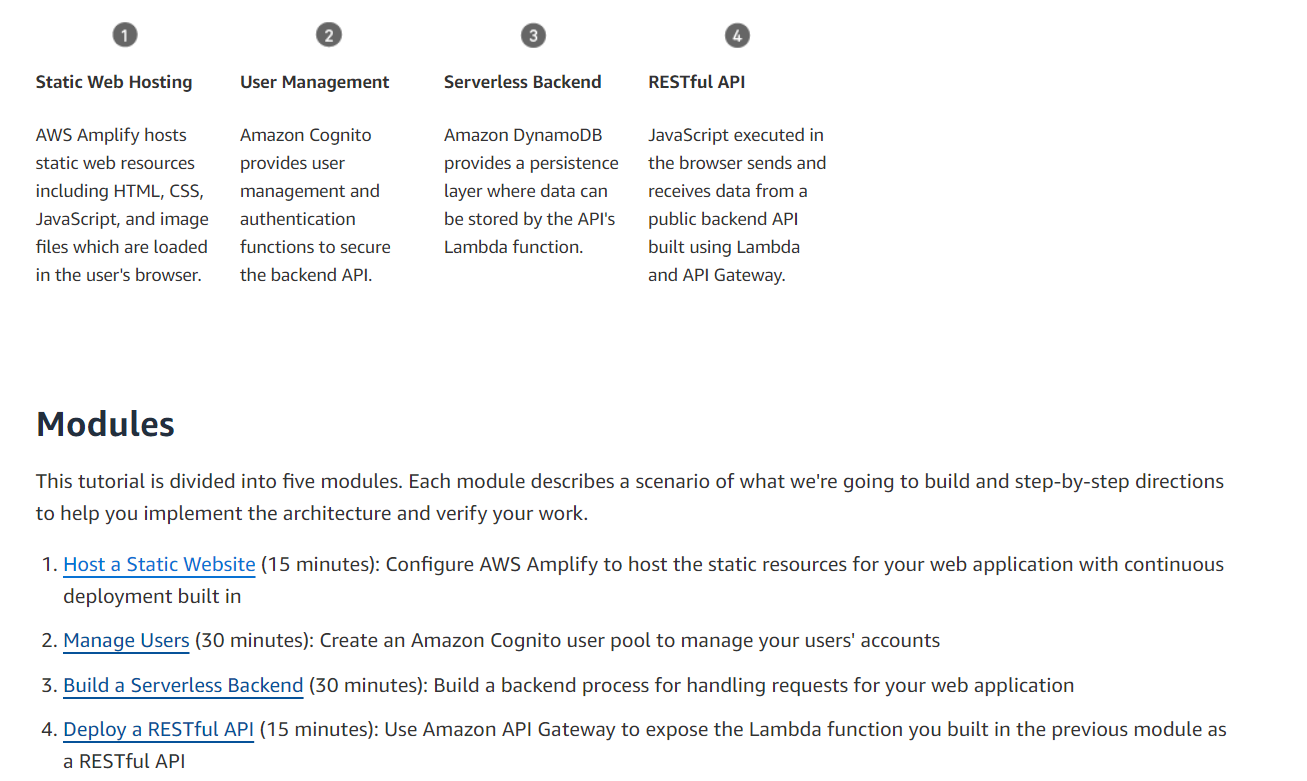 1
Static Web Hosting
AWS Amplify hosts
static web resources
including HTML, CSS,
JavaScript, and image
files which are loaded
in the user's browser.
2
User Management
Amazon Cognito
provides user
management and
authentication
functions to secure
the backend API.
3
Serverless Backend
Amazon DynamoDB
provides a persistence
layer where data can
be stored by the API's
Lambda function.
4
RESTful API
JavaScript executed in
the browser sends and
receives data from a
public backend API
built using Lambda
and API Gateway.
Modules
This tutorial is divided into five modules. Each module describes a scenario of what we're going to build and step-by-step directions
to help you implement the architecture and verify your work.
1. Host a Static Website (15 minutes): Configure AWS Amplify to host the static resources for your web application with continuous
deployment built in
2. Manage Users (30 minutes): Create an Amazon Cognito user pool to manage your users' accounts
3. Build a Serverless Backend (30 minutes): Build a backend process for handling requests for your web application
4. Deploy a RESTful API (15 minutes): Use Amazon API Gateway to expose the Lambda function you built in the previous module as
a RESTful API